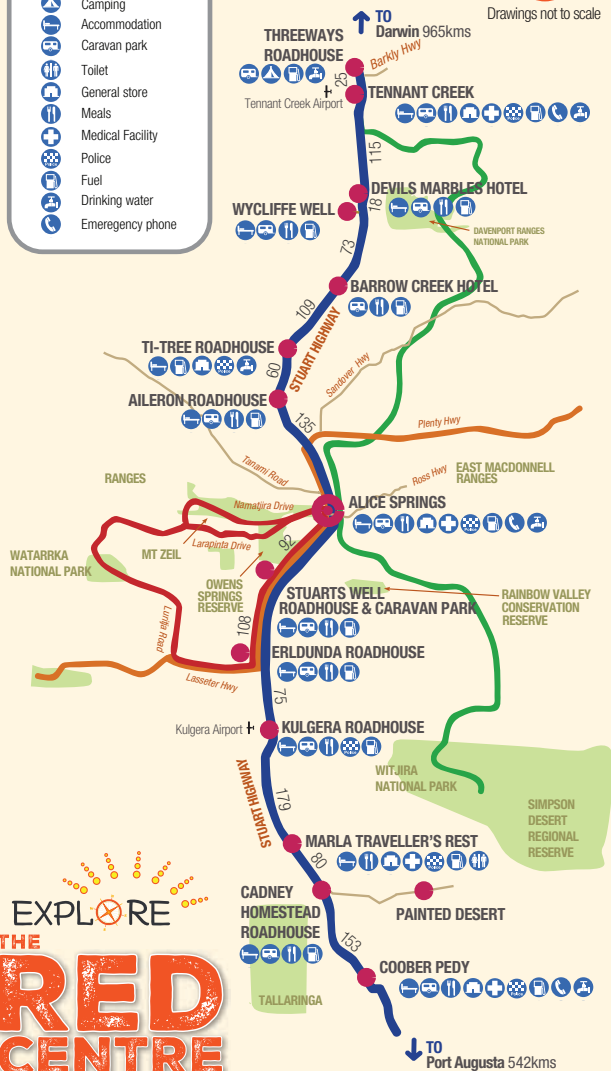 Camping
Accommodation
Caravan park
Toilet
General store
Meals
Medical Facility
Police
Fuel
Drinking water
Emeregency phone
Drawings not to scale
TO
Darwin 965kms
THREEWAYS
ROADHOUSE
Barkly Hwy
25
Tennant Creek Airport
TENNANT CREEK
115
DEVILS MARBLES HOTEL
WYCLIFFE WELL
18
DAVENPORT RANGES
NATIONAL PARK
73
BARROW CREEK HOTEL
109
STUART HIGHWAY
TI-TREE ROADHOUSE
60
Sandover Hwy
AILERON ROADHOUSE
135
Plenty Hwy
Tanami Road
Ross Hwy
EAST MACDONNELL
RANGES
RANGES
Namatjira Drive
ALICE SPRINGS
MT ZEIL
Larapinta Drive
92
WATARRKA
NATIONAL PARK
OWENS
SPRINGS
RESERVE
STUARTS WELL
ROADHOUSE & CARAVAN PARK
RAINBOW VALLEY
CONSERVATION
RESERVE
Luritja Road
108
ERLDUNDA ROADHOUSE
Lasseter Hwy
75
Kulgera Airport
KULGERA ROADHOUSE
WITJIRA
NATIONAL PARK
STUART HIGHWAY
179
SIMPSON
DESERT
REGIONAL
RESERVE
MARLA TRAVELLER'S REST
80
CADNEY
HOMESTEAD
ROADHOUSE
PAINTED DESERT
EXPLORE
THE
RED
CENTRE
153
COOBER PEDY
TALLARINGA
TO
Port Augusta 542kms